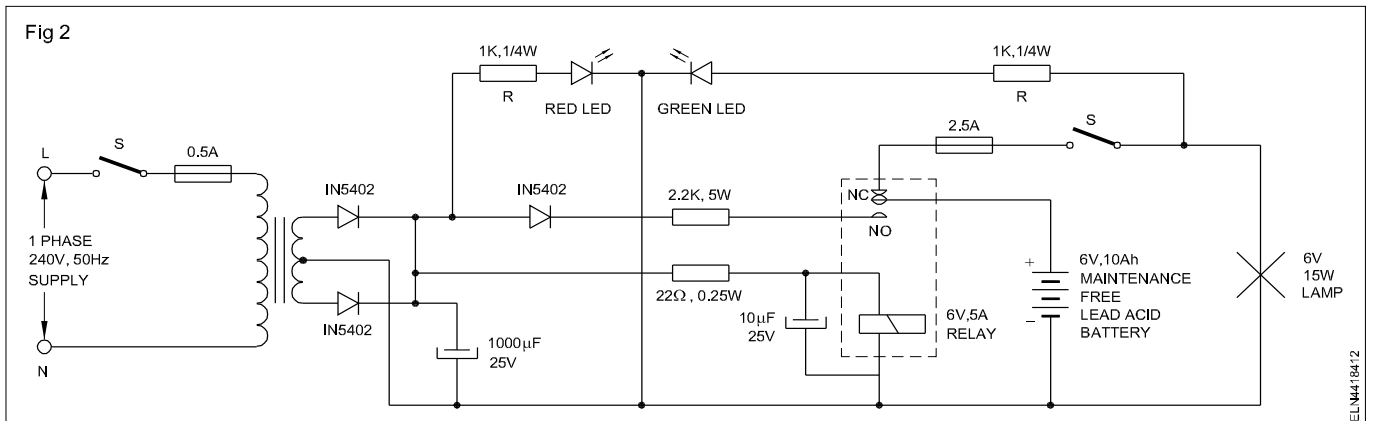 Fig 2
1K,1/4W
R
RED LED
GREEN LED
1K,1/4W
R
L
S
0.5A
2.5A
S
IN5402
IN5402
2.2K, 5W
NC
NO
1 PHASE
240V, 50Hz
SUPPLY
+
6V,10Ah
MAINTENANCE
FREE
LEAD ACID
BATTERY
–
6V
15W
LAMP
22Ω , 0.25W
IN5402
1000µF
25V
10µF
25V
6V,5A
RELAY
N
ELN4418412